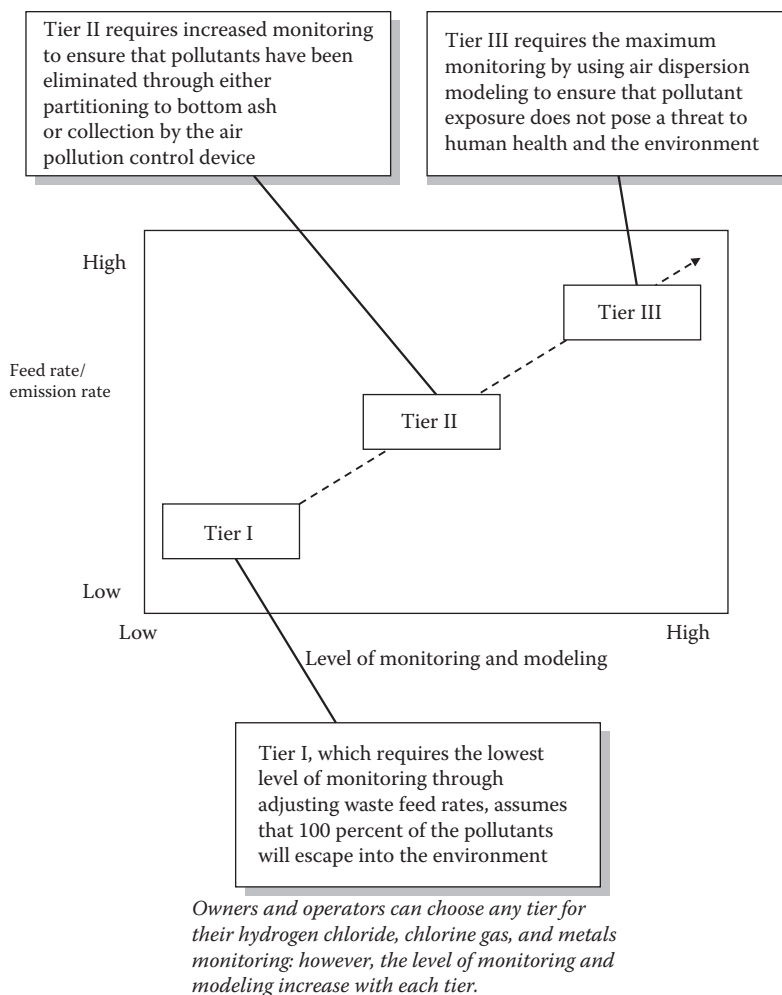 Tier II requires increased monitoring
to ensure that pollutants have been
eliminated through either
partitioning to bottom ash
or collection by the air
pollution control device
Tier III requires the maximum
monitoring by using air dispersion
modeling to ensure that pollutant
exposure does not pose a threat to
human health and the environment
High
Feed rate/
emission rate
Tier III
Tier II
Tier I
Low
Low
High
Level of monitoring and modeling
Tier I, which requires the lowest
level of monitoring through
adjusting waste feed rates, assumes
that 100 percent of the pollutants
will escape into the environment
Owners and operators can choose any tier for
their hydrogen chloride, chlorine gas, and metals
monitoring: however, the level of monitoring and
modeling increase with each tier.